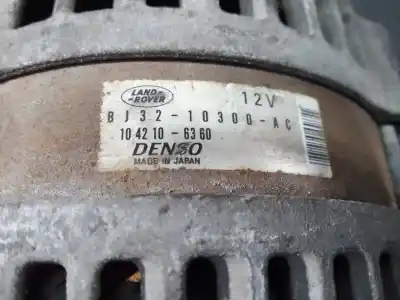 LAND-
ROVER
12V
BJ32-10300-AC
104210-6360
DENSO
MADE IN JAPAN